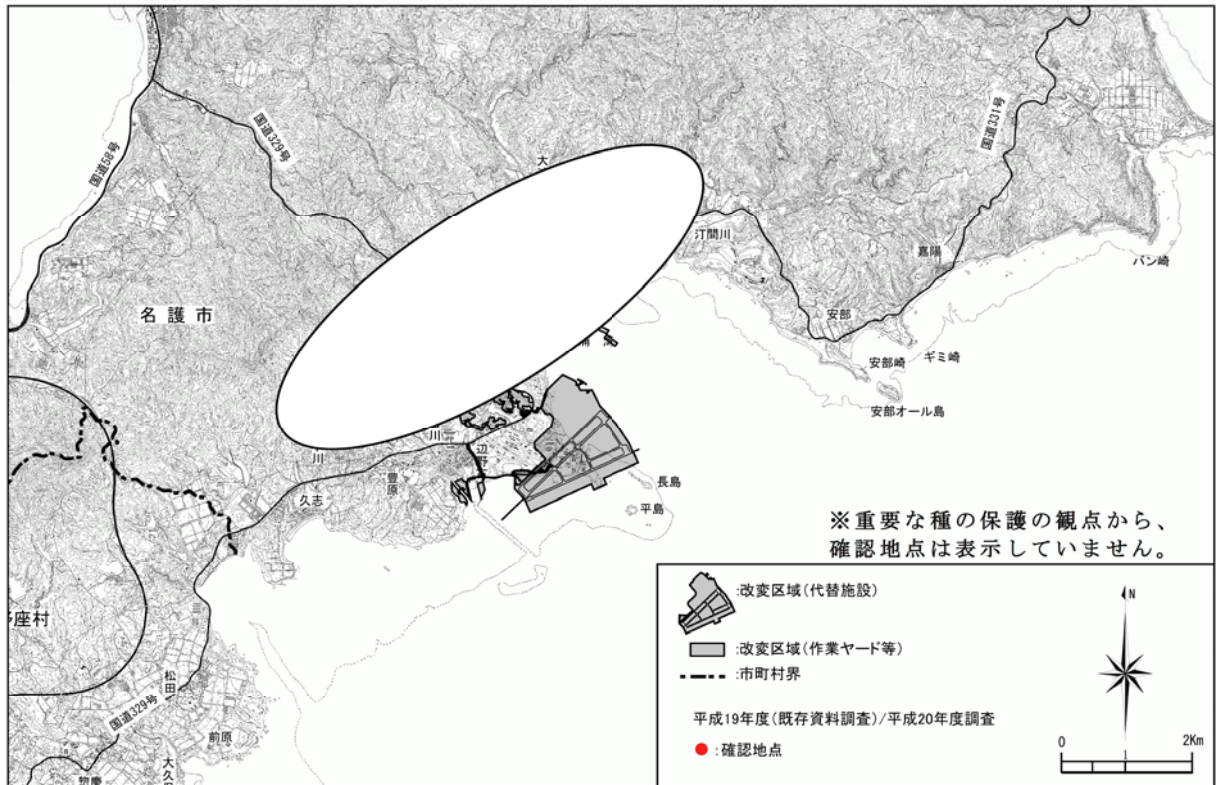 国道58号
国道329号
国道331号
大
汀間川
嘉陽
バン崎
名護市
安部
安部崎
ギミ崎
安部オール島
川
川
辺野
豊原
久志
長島
平島
※重要な種の保護の観点から、
確認地点は表示していません。
座村
松田
国道329号
前原
大久
惣慶
:改変区域(代替施設)
:改変区域(作業ヤード等)
:市町村界
平成19年度(既存資料調査)/平成20年度調査
:確認地点
N
0
1
2Km